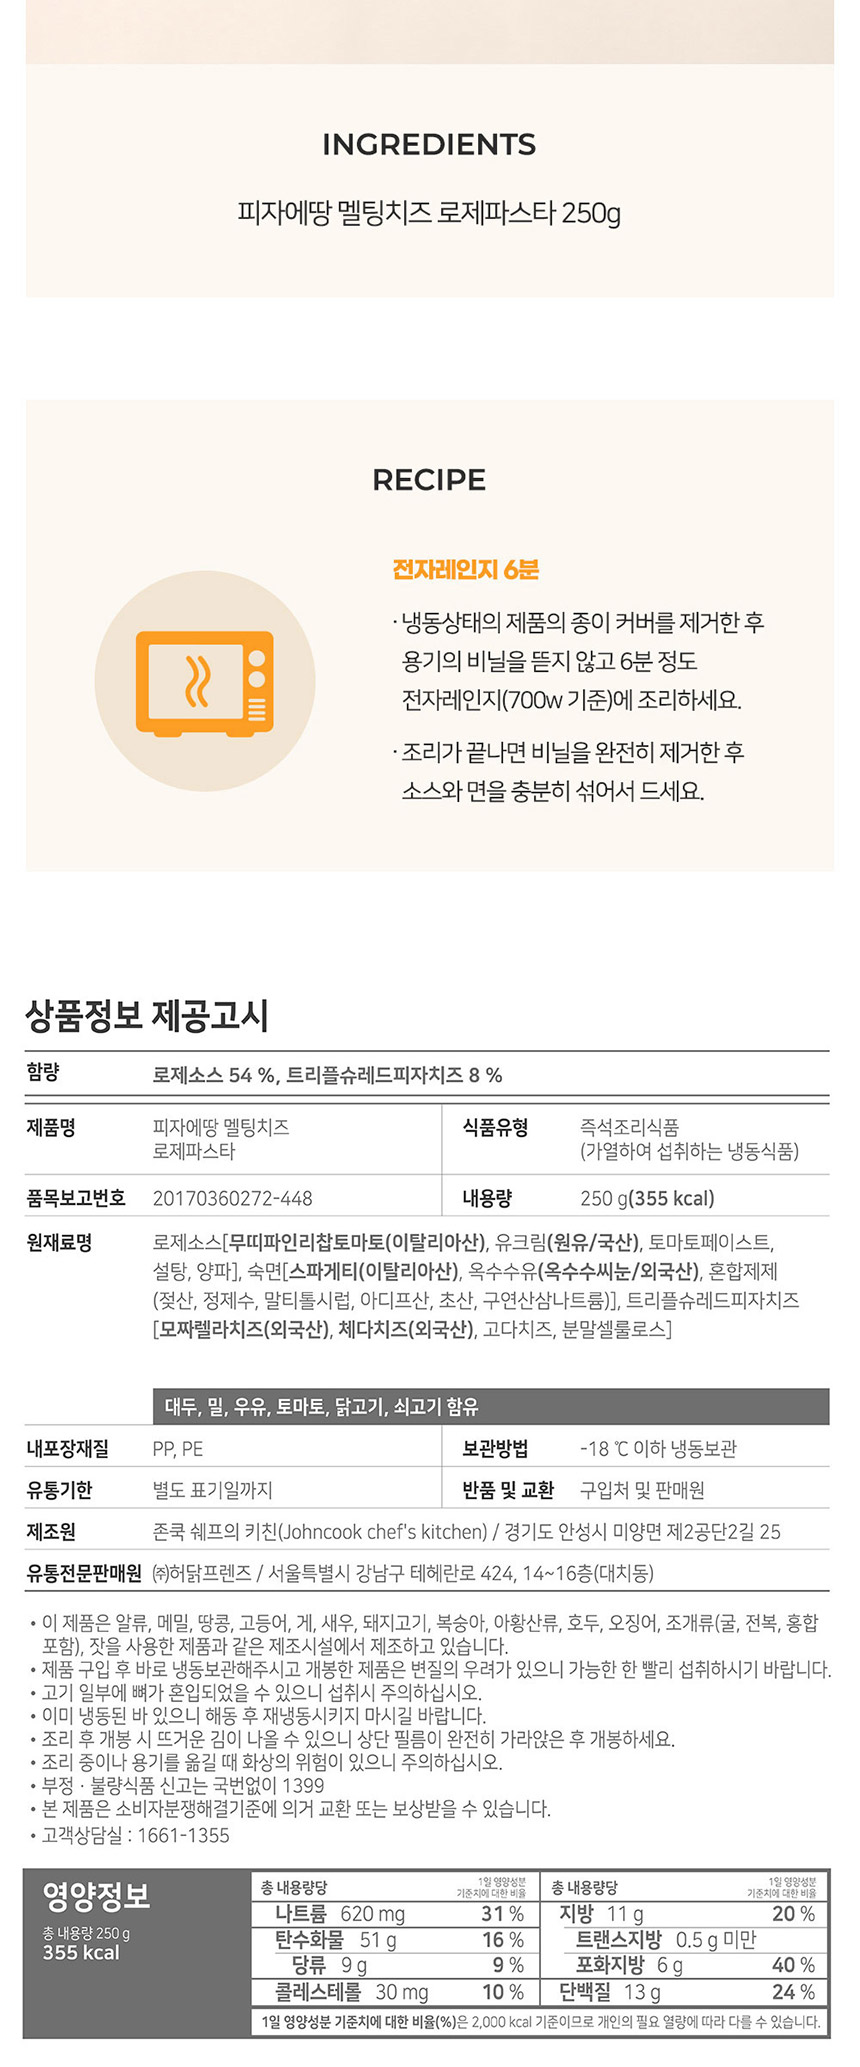 INGREDIENTS
피자에땅 멜팅치즈 로제파스타 250g
RECIPE
전자레인지 6분
· 냉동상태의 제품의 종이 커버를 제거한 후
용기의 비닐을 뜯지 않고 6분 정도
전자레인지(700w 기준)에 조리하세요.
· 조리가 끝나면 비닐을 완전히 제거한 후
소스와 면을 충분히 섞어서 드세요.
상품정보 제공고시
함량 로제소스 54 %, 트리플슈레드피자치즈 8 %
제품명 피자에땅 멜팅치즈
로제파스타
식품유형 즉석조리식품
(가열하여 섭취하는 냉동식품)
품목보고번호 20170360272-448 내용량 250 g(355 kcal)
원재료명 로제소스[무띠파인리찹토마토(이탈리아산), 유크림(원유/국산), 토마토페이스트,
설탕, 양파], 숙면[스파게티(이탈리아산), 옥수수유(옥수수씨눈/외국산), 혼합제제
(젖산, 정제수, 말티톨시럽, 아디프산, 초산, 구연산삼나트륨)], 트리플슈레드피자치즈
[모짜렐라치즈(외국산), 체다치즈(외국산), 고다치즈, 분말셀룰로스]
대두, 밀, 우유, 토마토, 닭고기, 쇠고기 함유
내포장재질 PP, PE 보관방법 -18 ℃ 이하 냉동보관
유통기한 별도 표기일까지 반품 및 교환 구입처 및 판매원
제조원 존쿡 쉐프의 키친(Johncook chef's kitchen) / 경기도 안성시 미양면 제2공단2길 25
유통전문판매원 ㈜허닭프렌즈 / 서울특별시 강남구 테헤란로 424, 14~16층(대치동)
• 이 제품은 알류, 메밀, 땅콩, 고등어, 게, 새우, 돼지고기, 복숭아, 아황산류, 호두, 오징어, 조개류(굴, 전복, 홍합
포함), 잣을 사용한 제품과 같은 제조시설에서 제조하고 있습니다.
• 제품 구입 후 바로 냉동보관해주시고 개봉한 제품은 변질의 우려가 있으니 가능한 한 빨리 섭취하시기 바랍니다.
• 고기 일부에 뼈가 혼입되었을 수 있으니 섭취시 주의하십시오.
• 이미 냉동된 바 있으니 해동 후 재냉동시키지 마시길 바랍니다.
• 조리 후 개봉 시 뜨거운 김이 나올 수 있으니 상단 필름이 완전히 가라앉은 후 개봉하세요.
• 조리 중이나 용기를 옮길 때 화상의 위험이 있으니 주의하십시오.
• 부정 · 불량식품 신고는 국번없이 1399
• 본 제품은 소비자분쟁해결기준에 의거 교환 또는 보상받을 수 있습니다.
• 고객상담실 : 1661-1355
영양정보
총 내용량 250 g
355 kcal
총 내용량당 1일 영양성분
기준치에 대한 비율
나트륨 620 mg 31 %
탄수화물 51 g 16 %
당류 9 g 9 %
콜레스테롤 30 mg 10 %
총 내용량당 1일 영양성분
기준치에 대한 비율
지방 11 g 20 %
트랜스지방 0.5 g 미만
포화지방 6 g 40 %
단백질 13 g 24 %
1일 영양성분 기준치에 대한 비율(%)은 2,000 kcal 기준이므로 개인의 필요 열량에 따라 다를 수 있습니다.